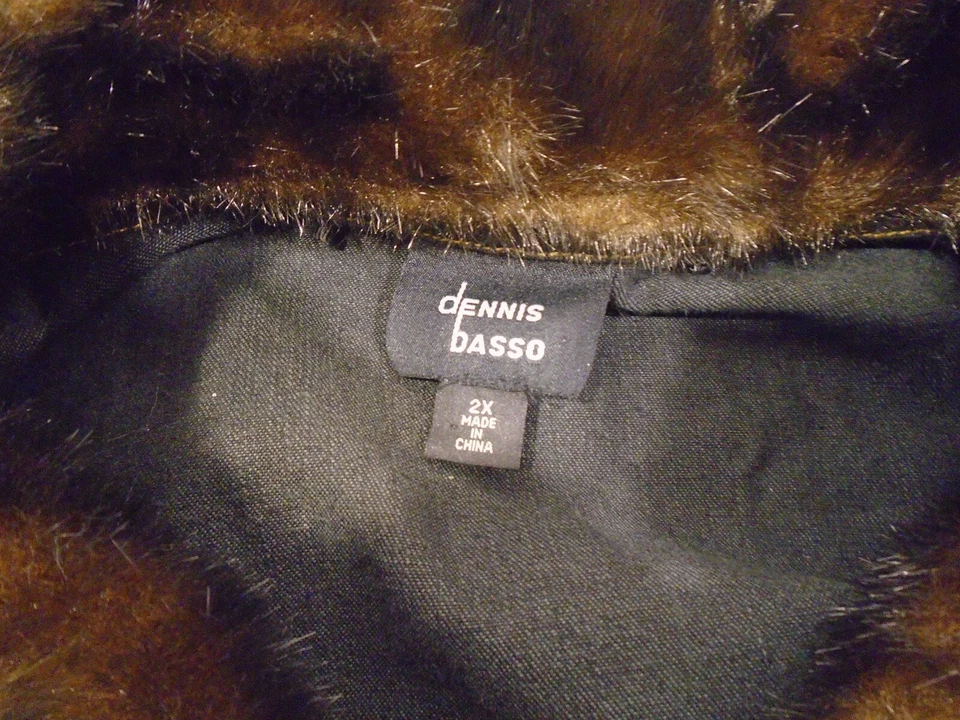 dENNIS
bASSO
2X
MADE
IN
CHINA